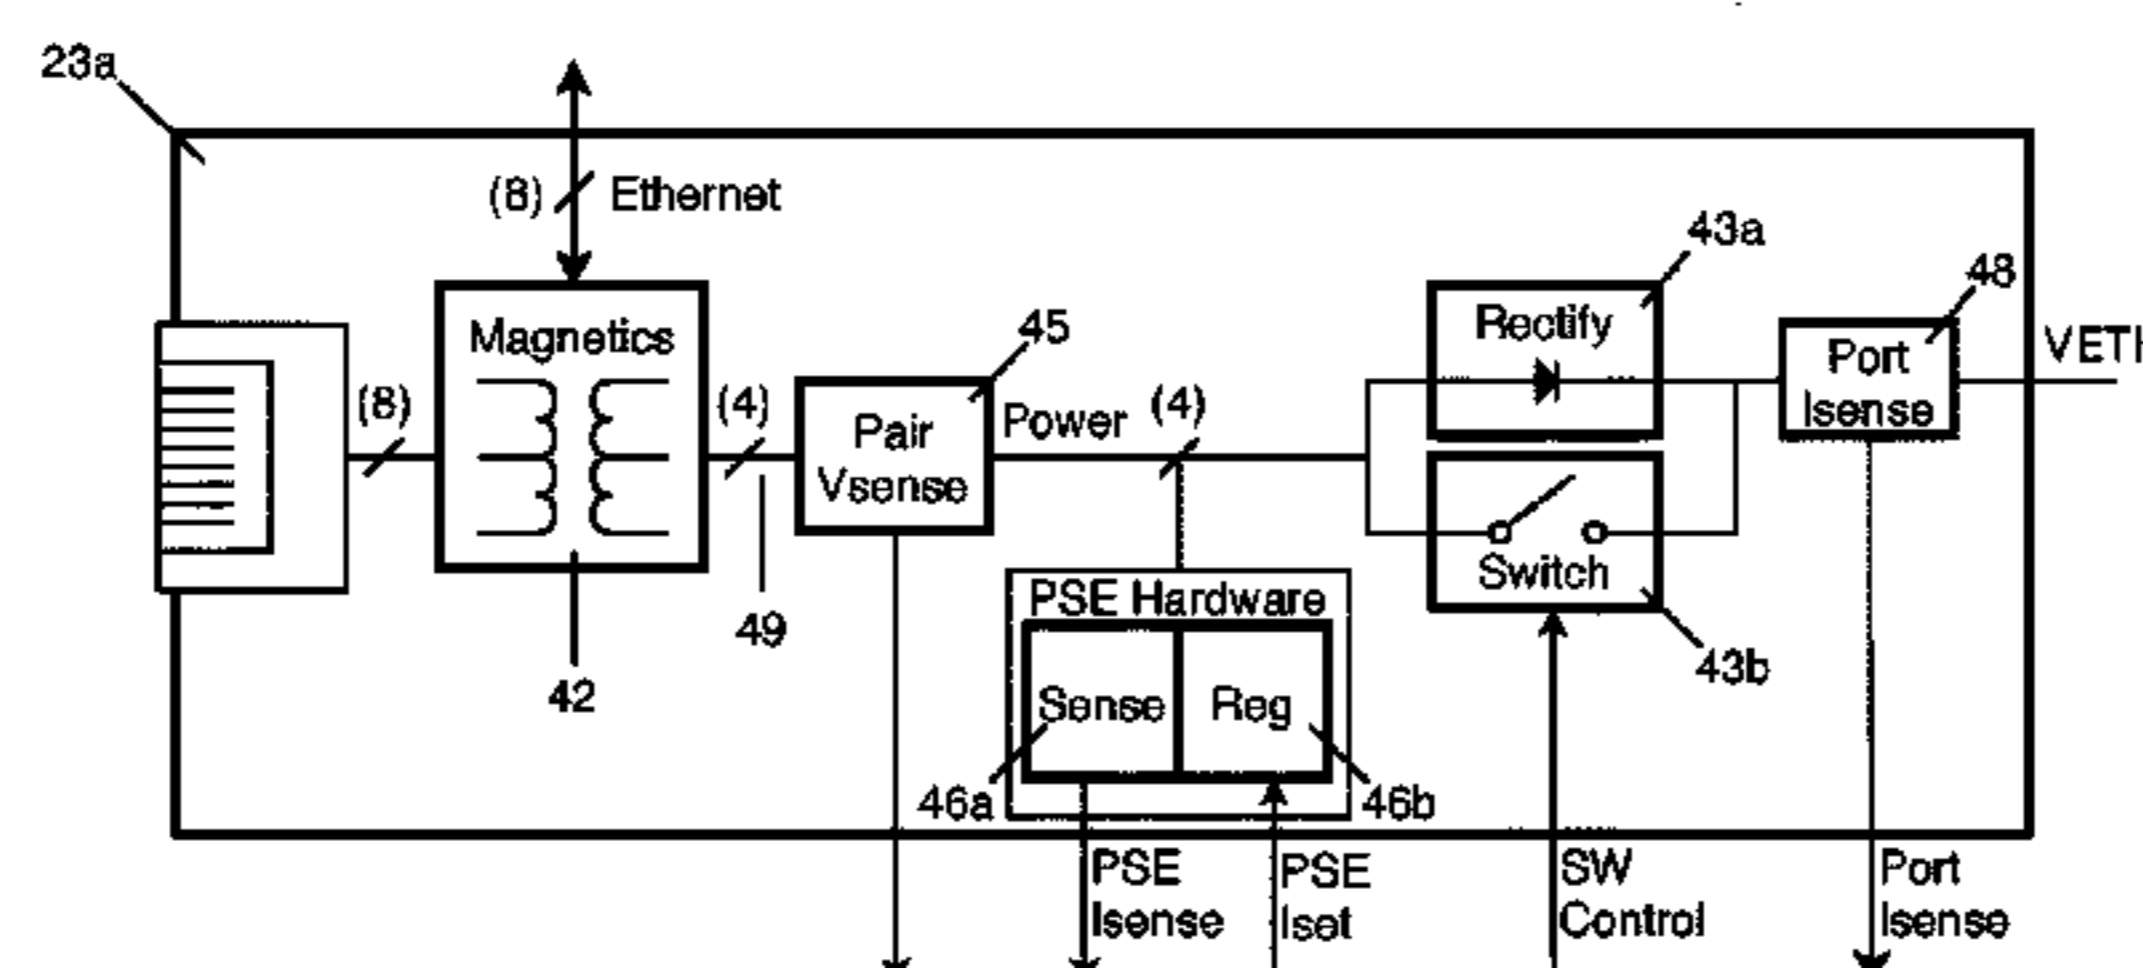 23a
(8) Ethernet
43a
48
Magnetics
45
Rectify
Port
Isense
VETH
(8)
(4)
Pair
Vsense
Power (4)
Switch
PSE Hardware
49
42
43b
Sense
Reg
46a
46b
PSE
Isense
PSE
Iset
SW
Control
Port
Isense